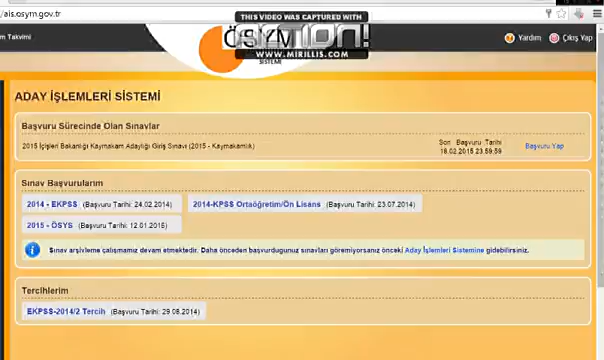 /ais.osym.gov.tr
THIS VIDEO WAS CAPTURED WITH
m Takvimi
ÖSYM
Yardım
Çıkış Yap
WWW.MIRILLIS.COM
SİSTEMİ
ADAY İŞLEMLERİ SİSTEMİ
Başvuru Sürecinde Olan Sınavlar
2015 İçişleri Bakanlığı Kaymakam Adaylığı Giriş Sınavı (2015 - Kaymakamlık)
Son Başvuru Tarihi
18.02.2015 23:59:59
Başvuru Yap
Sınav Başvurularım
2014 - EKPSS (Başvuru Tarihi: 24.02.2014)
2014-KPSS Ortaöğretim/Ön Lisans (Başvuru Tarihi: 23.07.2014)
2015 - ÖSYS (Başvuru Tarihi: 12.01.2015)
Sınav arşivleme çalışmamız devam etmektedir. Daha önceden başvurdugunuz sınavları göremiyorsanız önceki Aday İşlemleri Sistemine gidebilirsiniz.
Tercihlerim
EKPSS-2014/2 Tercih (Başvuru Tarihi: 29.08.2014)